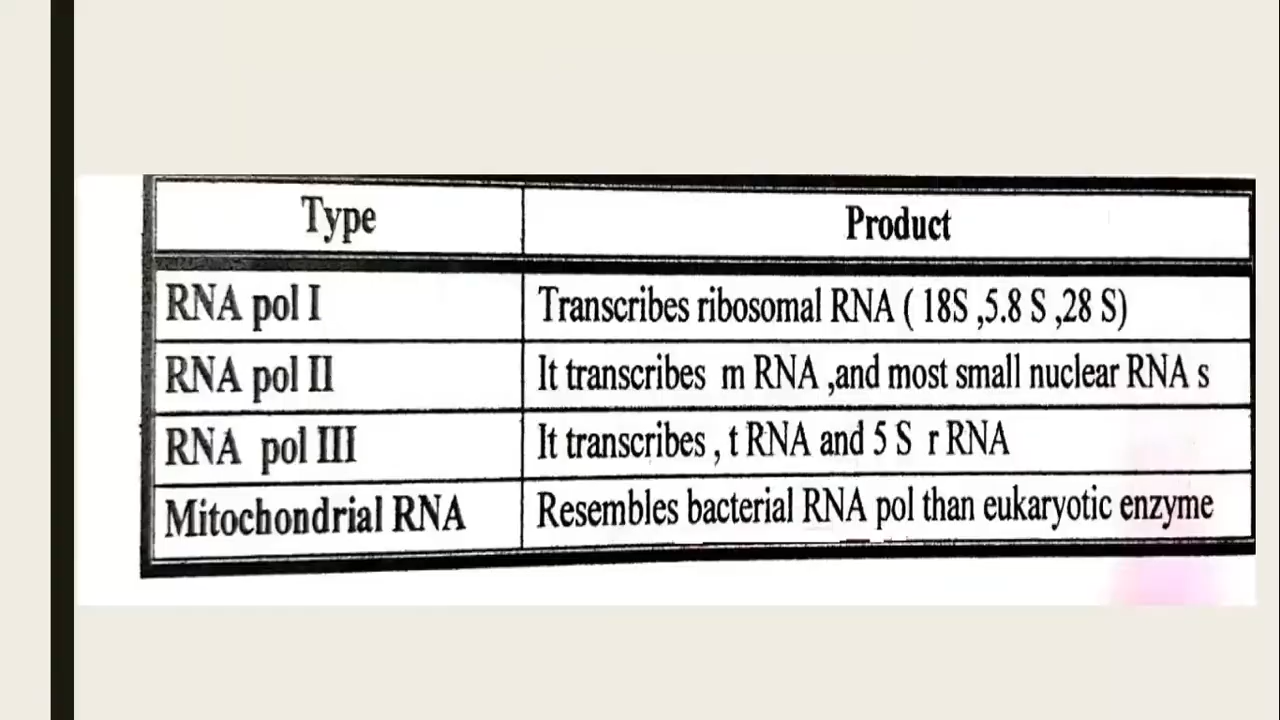 Type Product
RNA pol I Transcribes ribosomal RNA ( 18S ,5.8 S ,28 S)
RNA pol II It transcribes m RNA ,and most small nuclear RNA s
RNA pol III It transcribes , t RNA and 5 S r RNA
Mitochondrial RNA Resembles bacterial RNA pol than eukaryotic enzyme